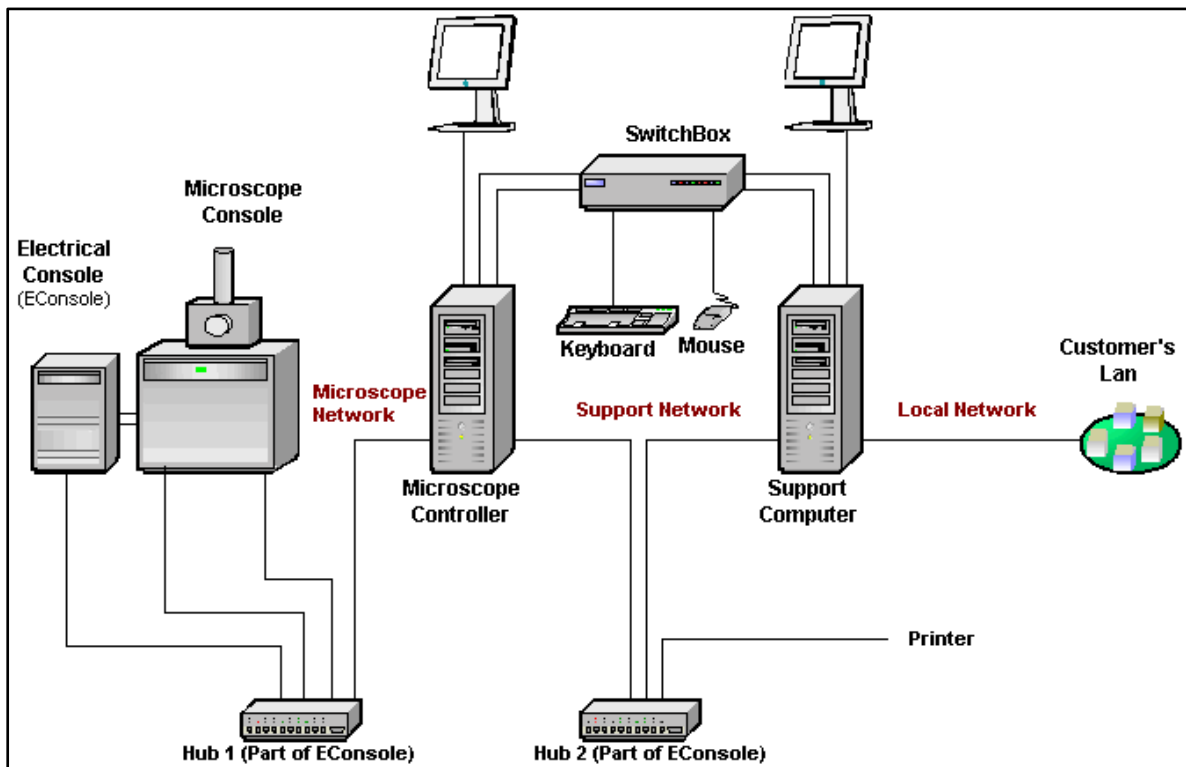 SwitchBox
Microscope
Console
Electrical
Console
(EConsole)
Keyboard
Mouse
Customer's
Lan
Microscope
Network
Support Network
Local Network
Microscope
Controller
Support
Computer
Printer
Hub 1 (Part of EConsole)
Hub 2 (Part of EConsole)